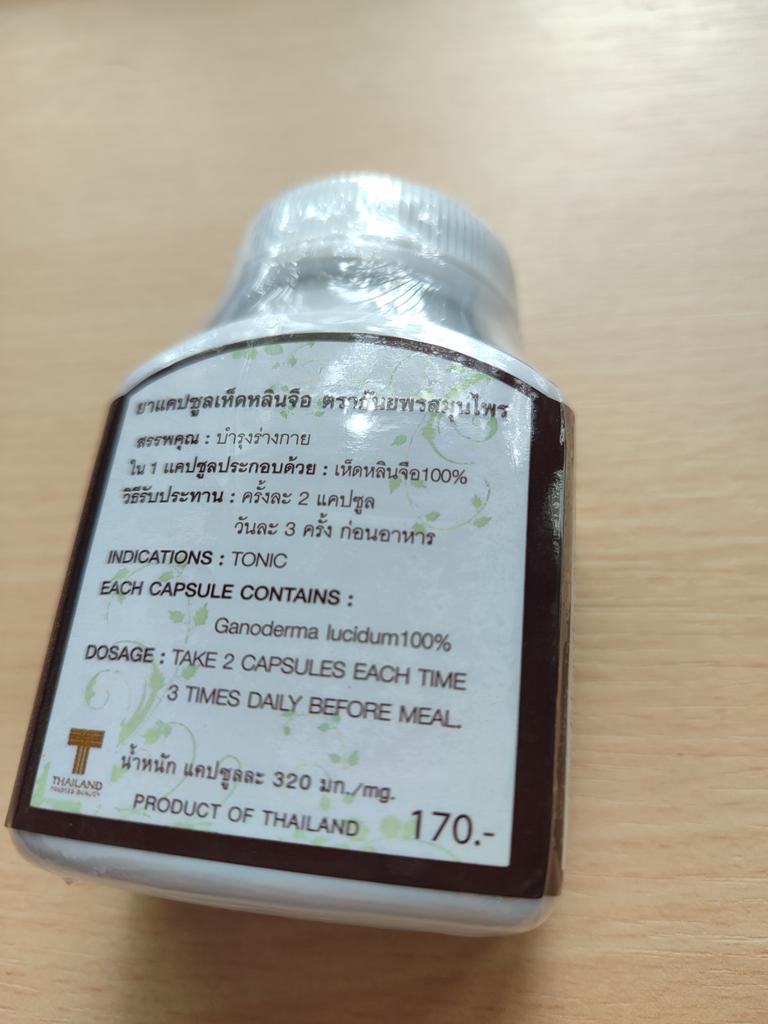 ยาแคปซูลเห็ดหลินจือ ตราธันยพรสมุนไพร
สรรพคุณ : บำรุงร่างกาย
ใน 1 แคปซูลประกอบด้วย : เห็ดหลินจือ100%
วิธีรับประทาน : ครั้งละ 2 แคปซูล
วันละ 3 ครั้ง ก่อนอาหาร
INDICATIONS : TONIC
EACH CAPSULE CONTAINS :
Ganoderma lucidum100%
DOSAGE : TAKE 2 CAPSULES EACH TIME
3 TIMES DAILY BEFORE MEAL.
THAILAND
TRUSTED QUALITY
น้ำหนัก แคปซูลละ 320 มก./mg.
PRODUCT OF THAILAND 170.-